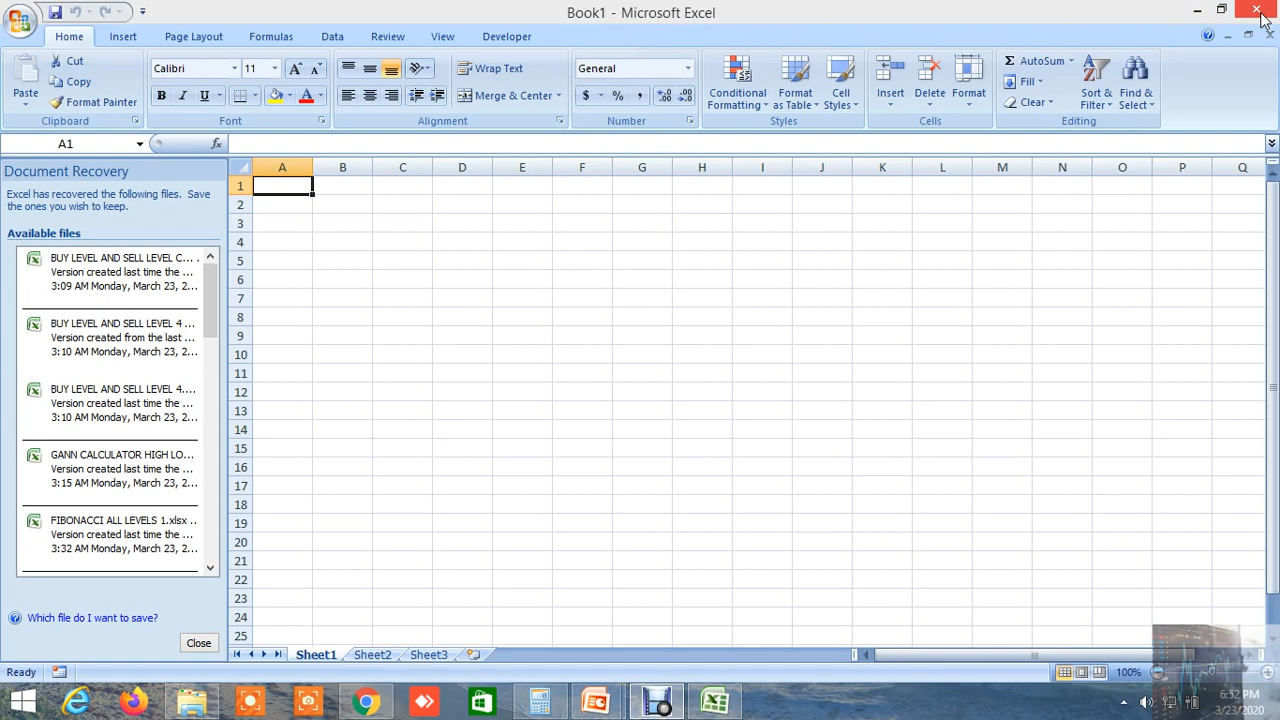 Book1 - Microsoft Excel
Home Insert Page Layout Formulas Data Review View Developer
Paste
Cut
Copy
Format Painter
Clipboard
Calibri 11
B I U
Font
Wrap Text
Merge & Center
Alignment
General
$ % ,
Number
Conditional Formatting
Format as Table
Cell Styles
Styles
Insert Delete Format
Cells
Σ AutoSum
Fill
Clear
Sort & Filter
Find & Select
Editing
A1 fx
Document Recovery
Excel has recovered the following files. Save
the ones you wish to keep.
Available files
BUY LEVEL AND SELL LEVEL C... .
Version created last time the ...
3:09 AM Monday, March 23, 2...
BUY LEVEL AND SELL LEVEL 4 ...
Version created from the last ...
3:10 AM Monday, March 23, 2...
BUY LEVEL AND SELL LEVEL 4....
Version created last time the ...
3:10 AM Monday, March 23, 2...
GANN CALCULATOR HIGH LO...
Version created last time the ...
3:15 AM Monday, March 23, 2...
FIBONACCI ALL LEVELS 1.xlsx ...
Version created last time the ...
3:32 AM Monday, March 23, 2...
Which file do I want to save?
Close
A B C D E F G H I J K L M N O P Q
1
2
3
4
5
6
7
8
9
10
11
12
13
14
15
16
17
18
19
20
21
22
23
24
25
Sheet1 Sheet2 Sheet3
Ready
100%
6:52 PM
3/23/2020